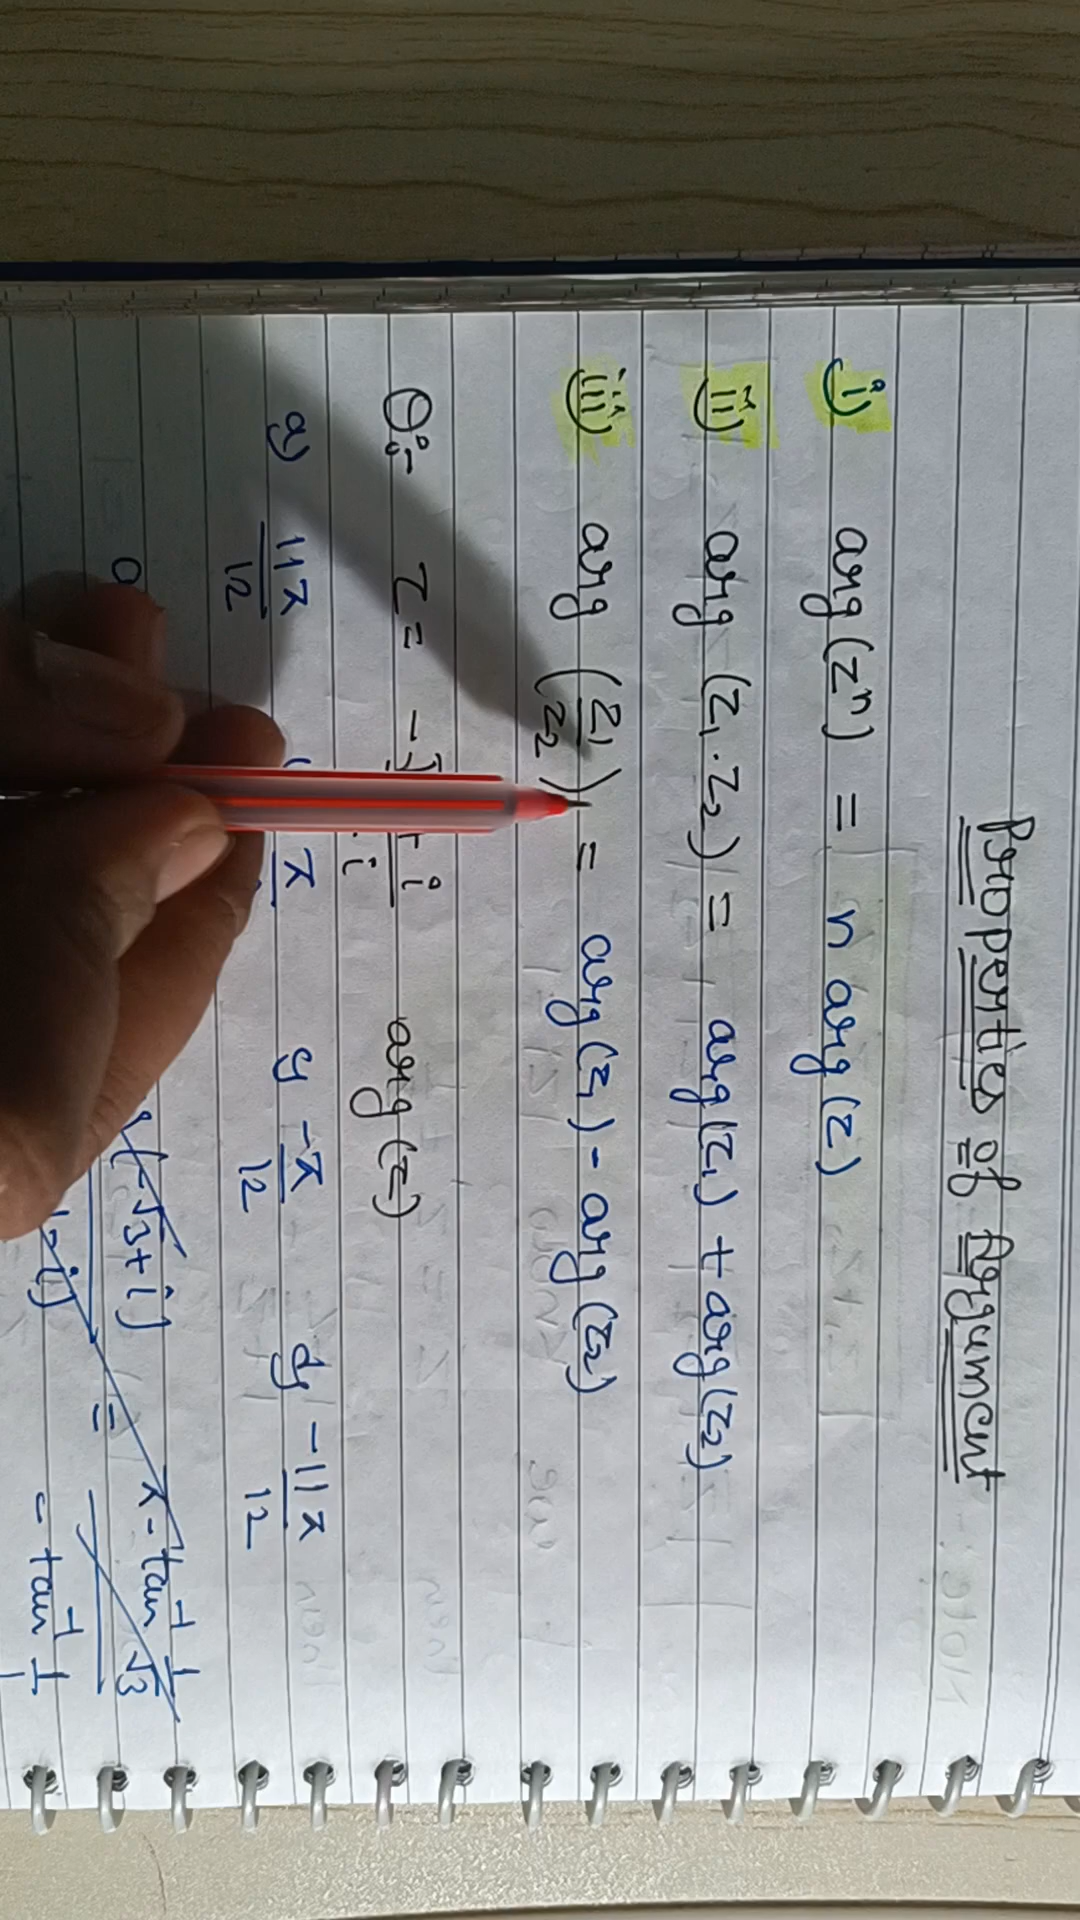 Properties of Argument
i) arg(zⁿ) = n arg(z)
ii) arg (z₁.z₂) = arg(z₁) + arg(z₂)
iii) arg (z₁/z₂) = arg(z₁) - arg(z₂)
Q:- z = + i arg(z)
i
a) 11π/12 π c) -π/12 d) -11π/12
(-√3+i) = π - tan⁻¹ 1/√3
- tan⁻¹ 1